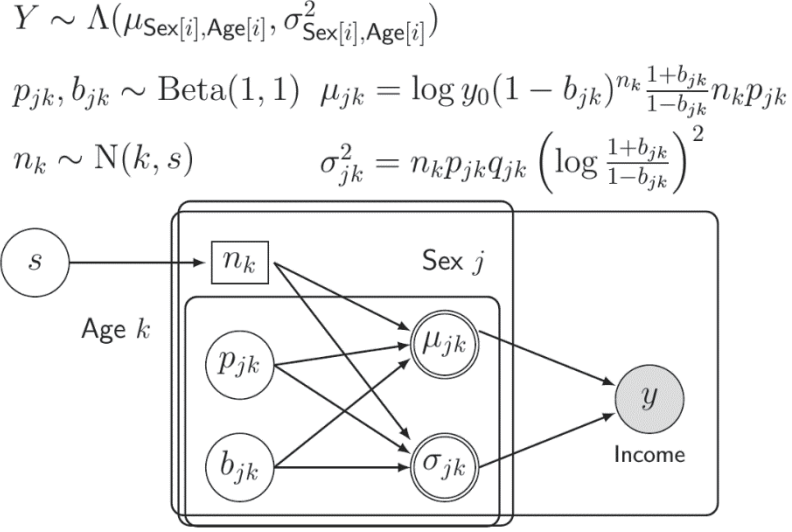 Y ∼ Λ(μ_{Sex[i],Age[i]}, σ²_{Sex[i],Age[i]})
p_{jk}, b_{jk} ∼ Beta(1, 1) μ_{jk} = log y_0(1 − b_{jk})^{n_k} \frac{1+b_{jk}}{1−b_{jk}} n_k p_{jk}
n_k ∼ N(k, s) σ²_{jk} = n_k p_{jk} q_{jk} (log \frac{1+b_{jk}}{1−b_{jk}})^2
s
n_k
Sex j
Age k
p_{jk}
μ_{jk}
y
b_{jk}
σ_{jk}
Income